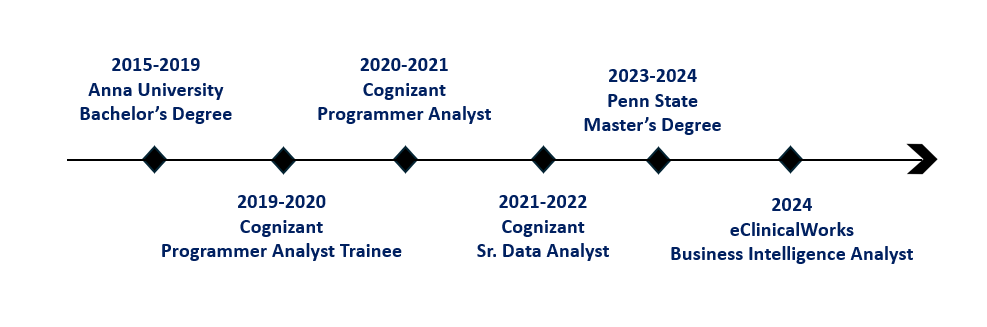 2015-2019
Anna University
Bachelor’s Degree
2019-2020
Cognizant
Programmer Analyst Trainee
2020-2021
Cognizant
Programmer Analyst
2021-2022
Cognizant
Sr. Data Analyst
2023-2024
Penn State
Master’s Degree
2024
eClinicalWorks
Business Intelligence Analyst